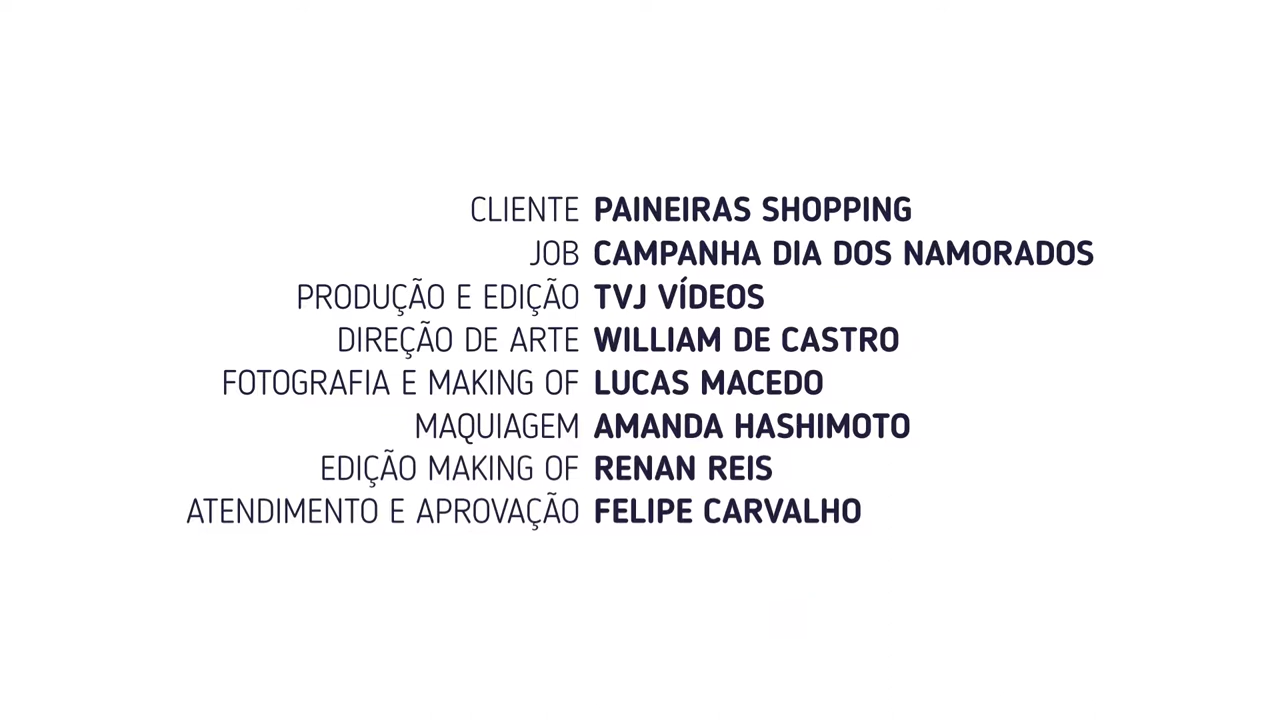 CLIENTE PAINEIRAS SHOPPING
JOB CAMPANHA DIA DOS NAMORADOS
PRODUÇÃO E EDIÇÃO TVJ VÍDEOS
DIREÇÃO DE ARTE WILLIAM DE CASTRO
FOTOGRAFIA E MAKING OF LUCAS MACEDO
MAQUIAGEM AMANDA HASHIMOTO
EDIÇÃO MAKING OF RENAN REIS
ATENDIMENTO E APROVAÇÃO FELIPE CARVALHO